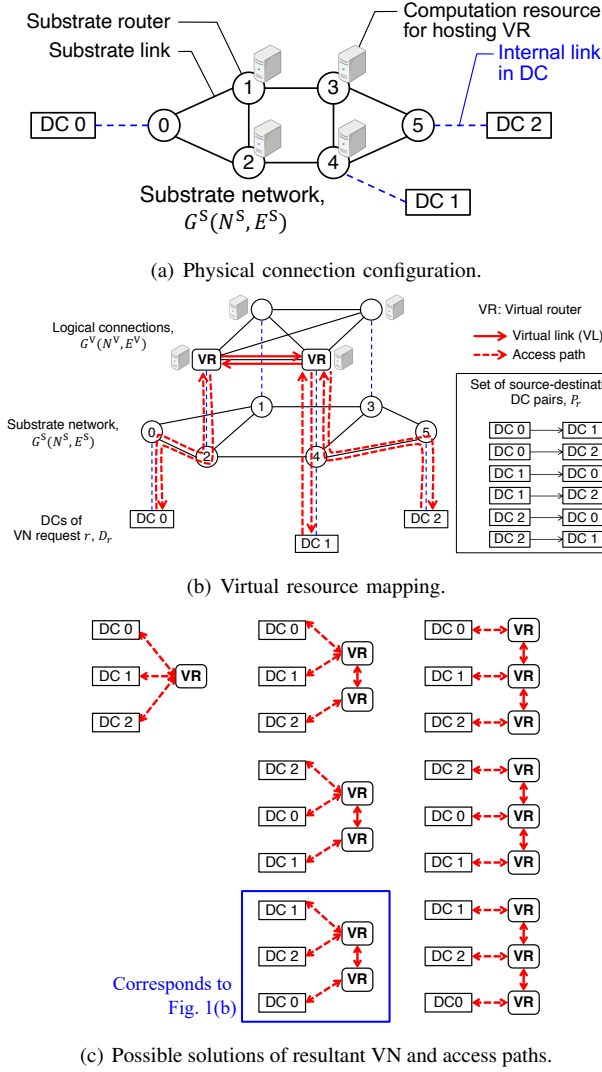 Substrate router
Substrate link
Computation resource
for hosting VR
Internal link
in DC
1
3
DC 0
0
5
DC 2
2
4
Substrate network,
G^S(N^S, E^S)
DC 1
(a) Physical connection configuration.
VR: Virtual router
Virtual link (VL)
Access path
Logical connections,
G^V(N^V, E^V)
VR
VR
Set of source-destinati
DC pairs, P_r
1
3
Substrate network,
G^S(N^S, E^S)
0
5
2
4
DC 0 DC 1
DC 0 DC 2
DC 1 DC 0
DC 1 DC 2
DC 2 DC 0
DC 2 DC 1
DCs of
VN request r, D_r
DC 0
DC 1
DC 2
(b) Virtual resource mapping.
DC 0
DC 1
DC 2
VR
DC 0
DC 1
DC 2
VR
VR
DC 0
DC 1
DC 2
VR
VR
VR
DC 2
DC 0
DC 1
VR
VR
DC 2
DC 0
DC 1
VR
VR
VR
Corresponds to
Fig. 1(b)
DC 1
DC 2
DC 0
VR
VR
DC 1
DC 2
DC0
VR
VR
VR
(c) Possible solutions of resultant VN and access paths.